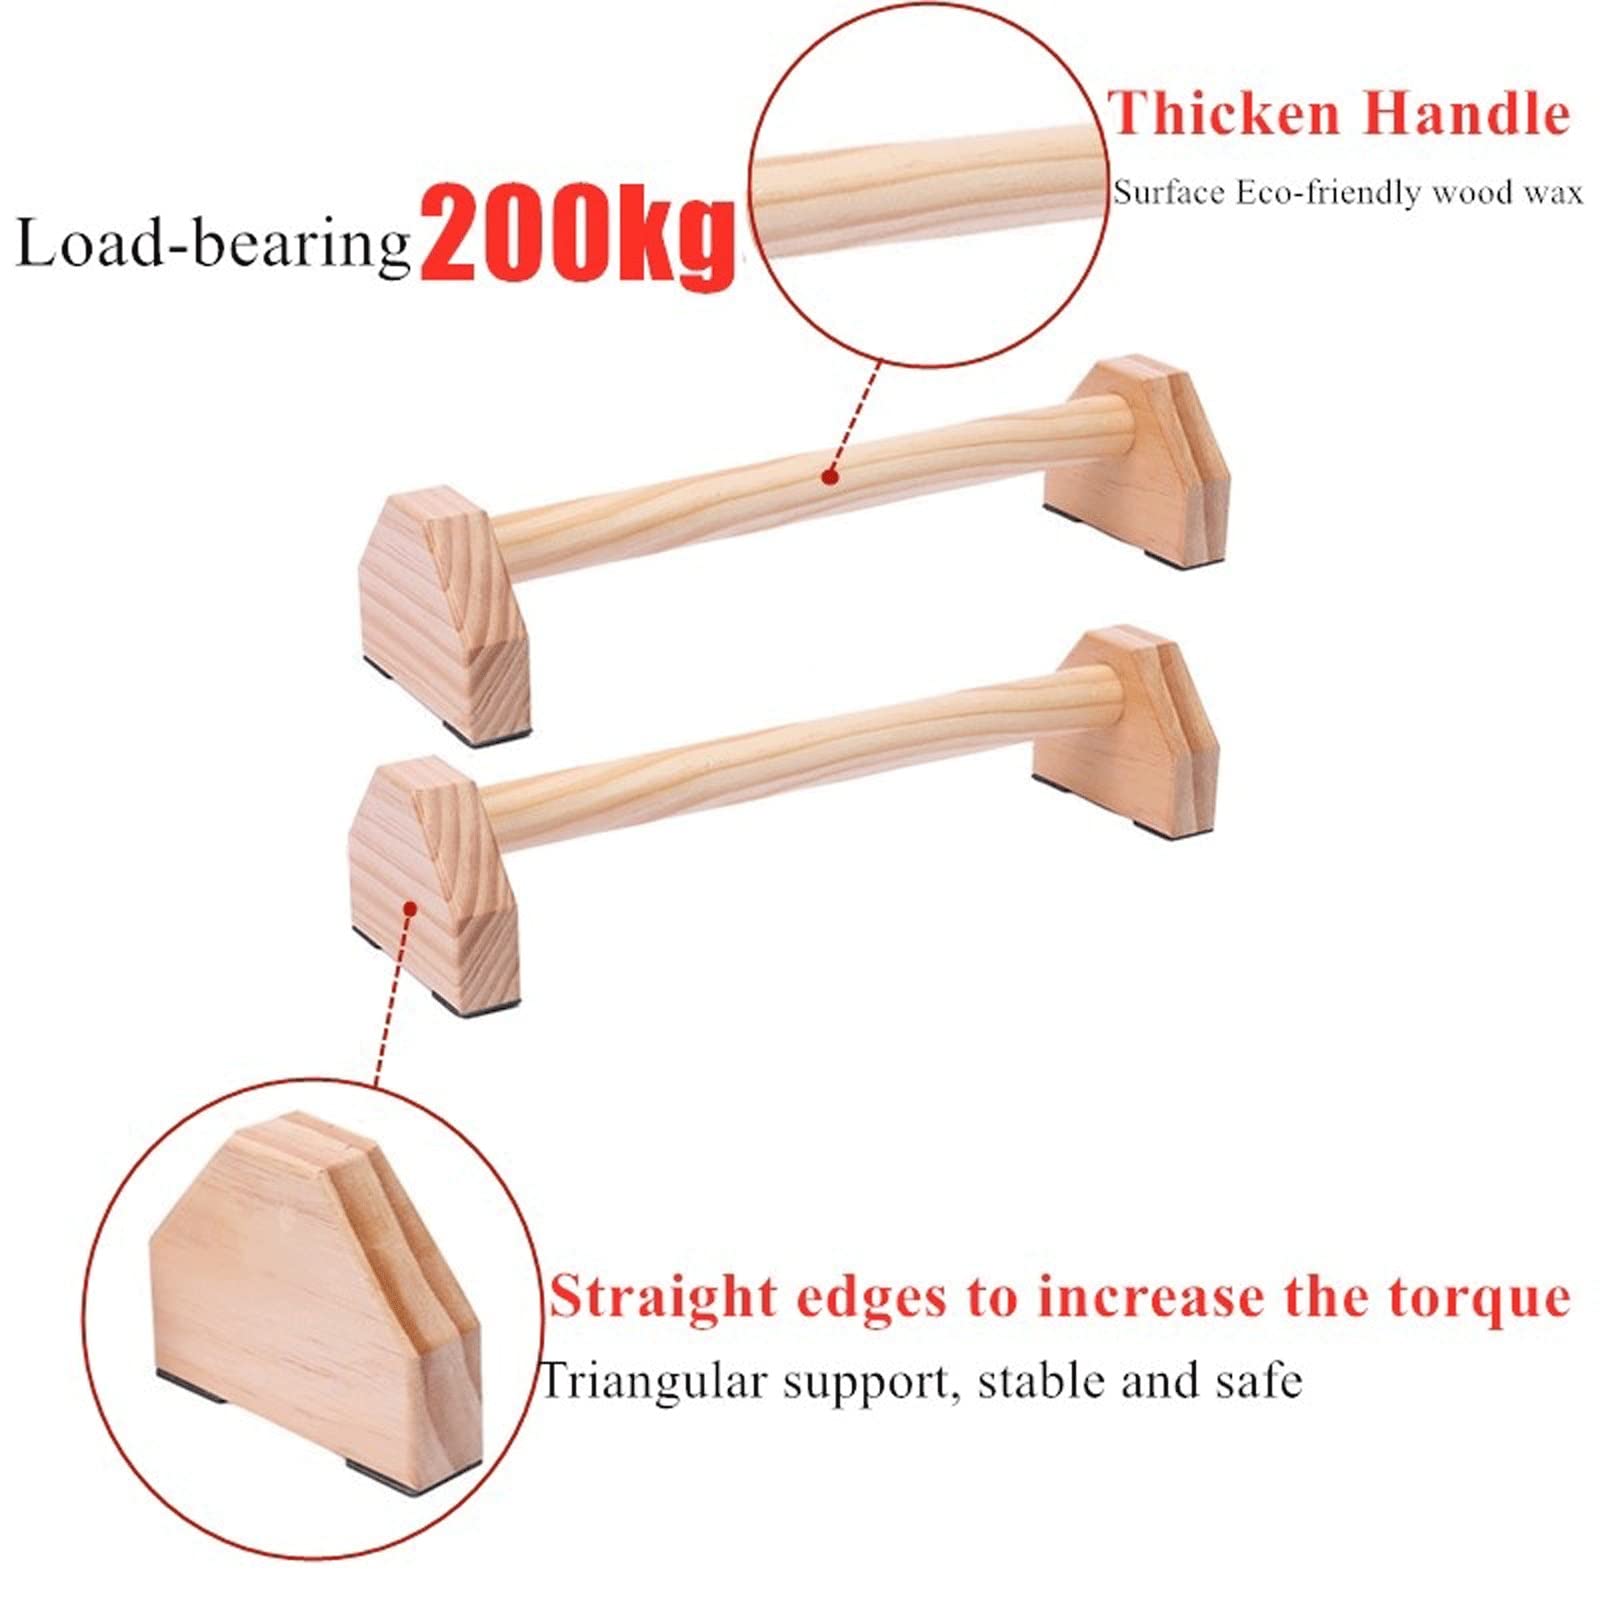 Thicken Handle
Surface Eco-friendly wood wax
Load-bearing 200kg
Straight edges to increase the torque
Triangular support, stable and safe